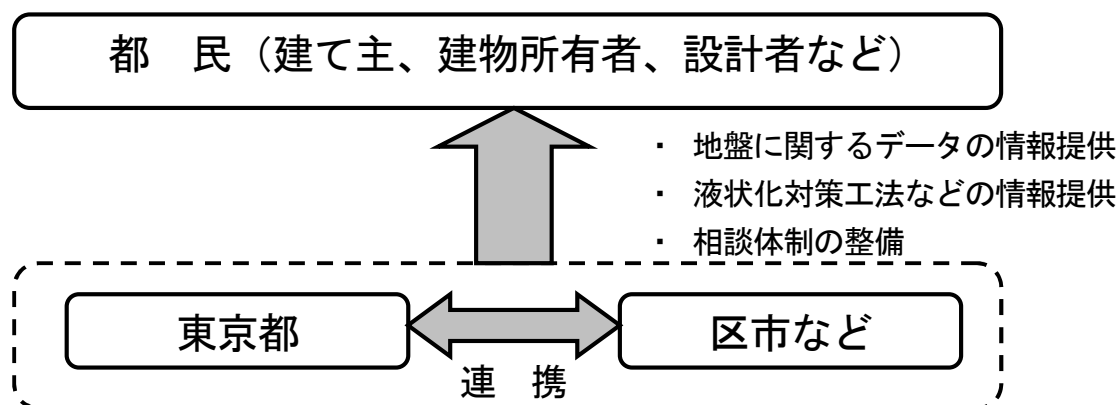 都　民（建て主、建物所有者、設計者など）
・ 地盤に関するデータの情報提供
・ 液状化対策工法などの情報提供
・ 相談体制の整備
東京都
区市など
連　携